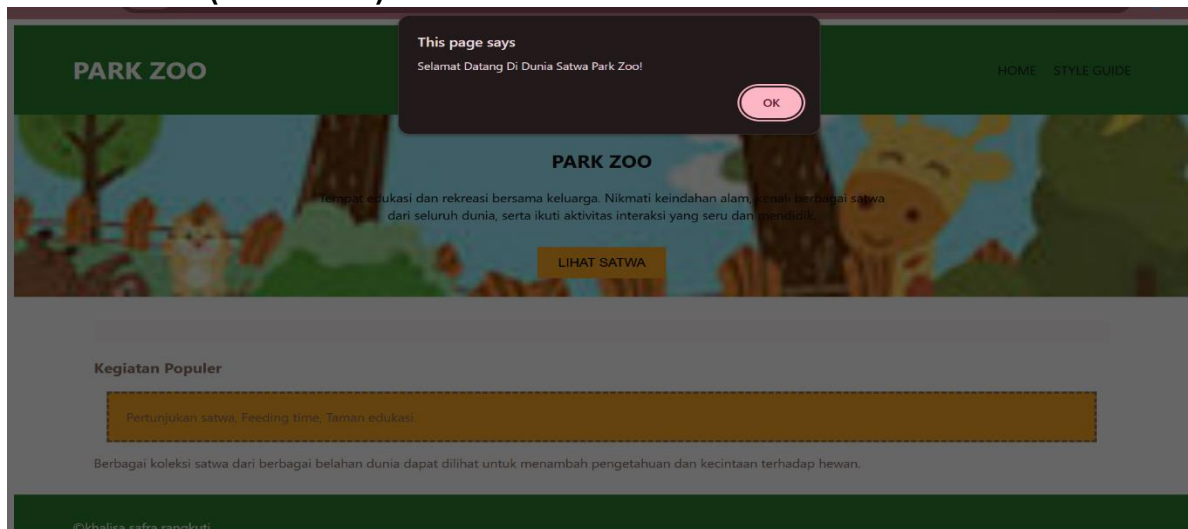 This page says
Selamat Datang Di Dunia Satwa Park Zoo!
OK
PARK ZOO
HOME STYLE GUIDE
PARK ZOO
Tempat edukasi dan rekreasi bersama keluarga. Nikmati keindahan alam, kenali berbagai satwa
dari seluruh dunia, serta ikuti aktivitas interaksi yang seru dan mendidik.
LIHAT SATWA
Kegiatan Populer
Pertunjukan satwa, Feeding time, Taman edukasi.
Berbagai koleksi satwa dari berbagai belahan dunia dapat dilihat untuk menambah pengetahuan dan kecintaan terhadap hewan.
©khalisa safra rangkuti